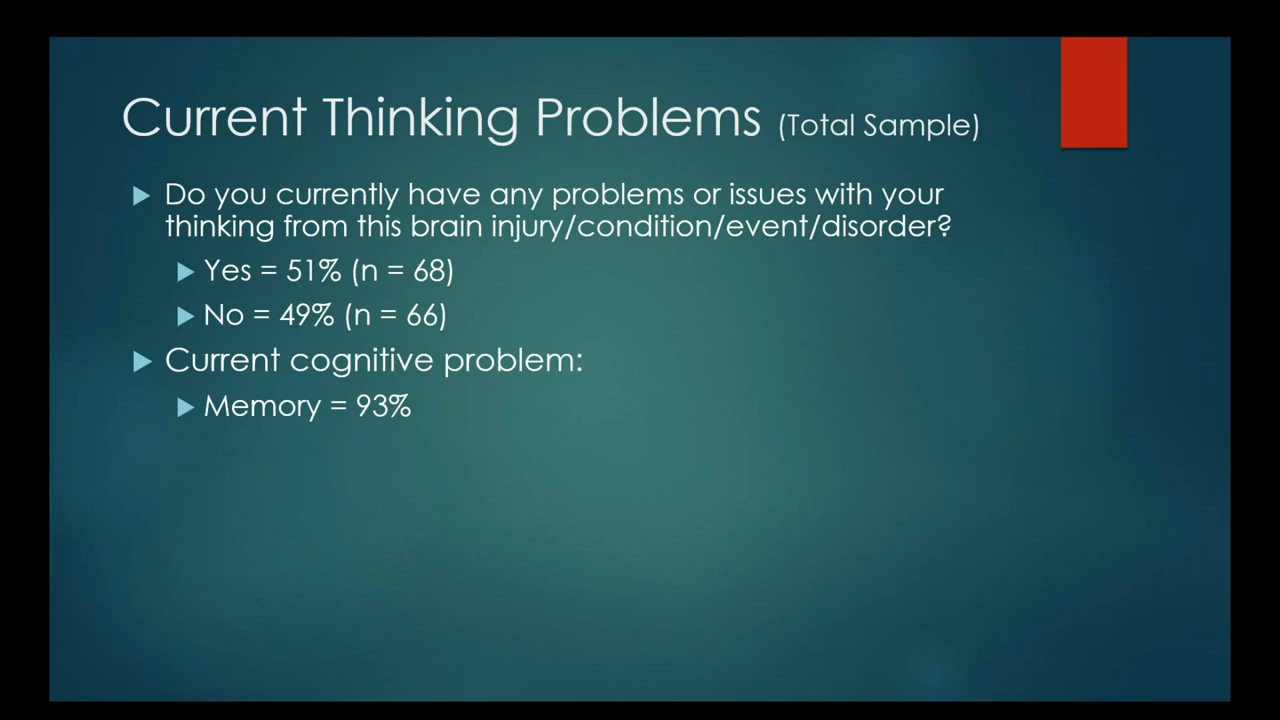 Current Thinking Problems (Total Sample)
Do you currently have any problems or issues with your
thinking from this brain injury/condition/event/disorder?
Yes = 51% (n = 68)
No = 49% (n = 66)
Current cognitive problem:
Memory = 93%